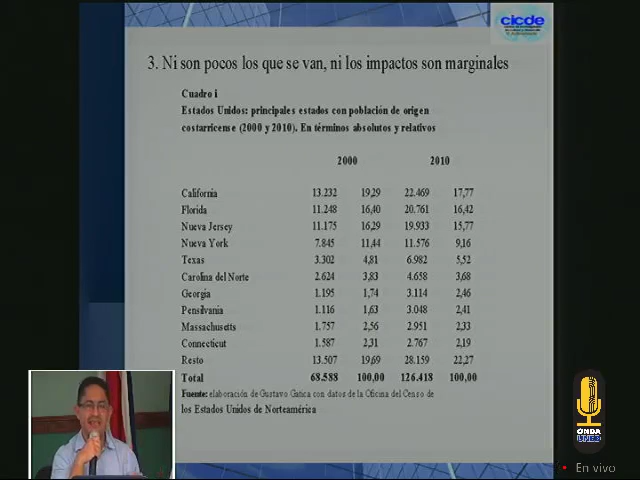 cicde
3. Ni son pocos los que se van, ni los impactos son marginales
Cuadro i
Estados Unidos: principales estados con población de origen
costarricense (2000 y 2010). En términos absolutos y relativos
2000 2010
California 13.232 19,29 22.469 17,77
Florida 11.248 16,40 20.761 16,42
Nueva Jersey 11.175 16,29 19.933 15,77
Nueva York 7.845 11,44 11.576 9,16
Texas 3.302 4,81 6.982 5,52
Carolina del Norte 2.624 3,83 4.658 3,68
Georgia 1.195 1,74 3.114 2,46
Pensilvania 1.116 1,63 3.048 2,41
Massachusetts 1.757 2,56 2.951 2,33
Connecticut 1.587 2,31 2.767 2,19
Resto 13.507 19,69 28.159 22,27
Total 68.588 100,00 126.418 100,00
Fuente: elaboración de Gustavo Gatica con datos de la Oficina del Censo de
los Estados Unidos de Norteamérica
ONDA
UNED
En vivo